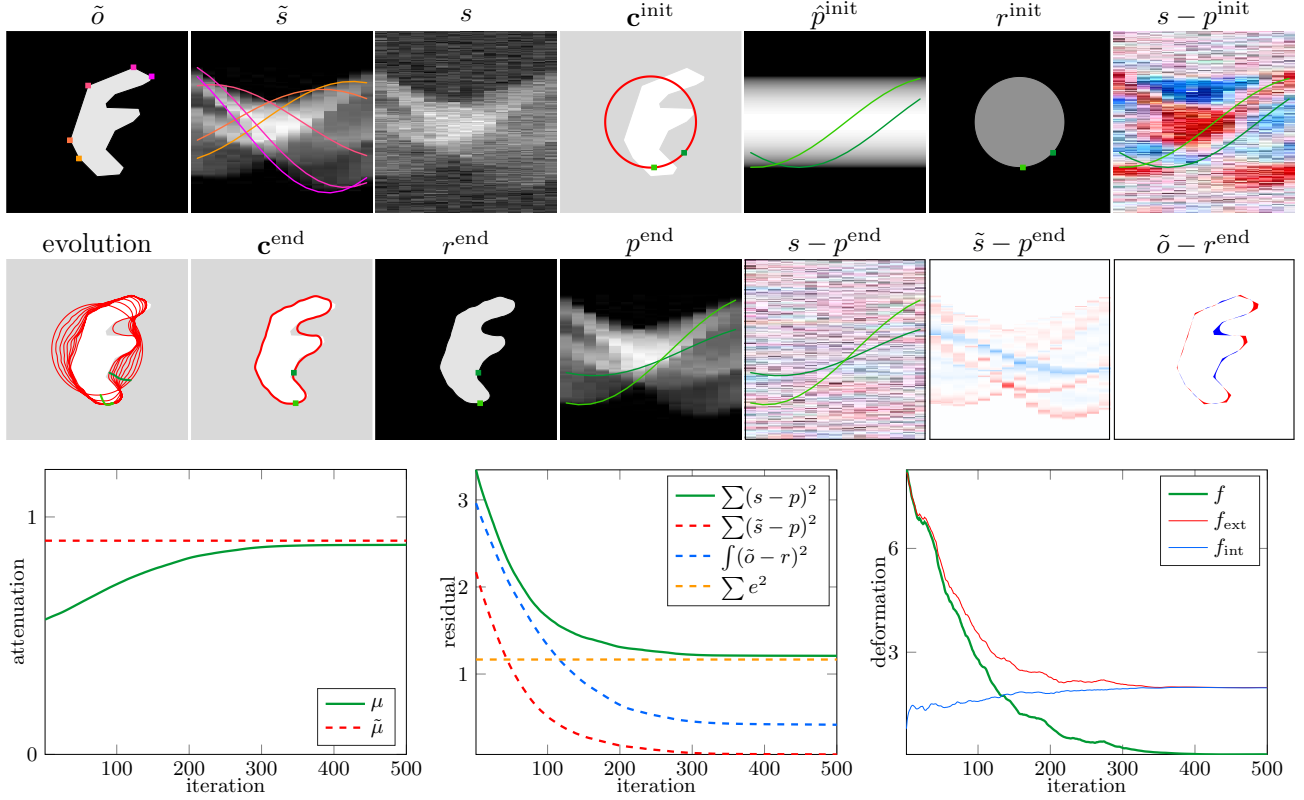 õ s̃ s c^init p̂^init r^init s − p^init
evolution c^end r^end p^end s − p^end s̃ − p^end õ − r^end
1
0
attenuation
μ
μ̃
100 200 300 400 500
iteration
3
2
1
residual
∑(s − p)²
∑(s̃ − p)²
∫(õ − r)²
∑ e²
100 200 300 400 500
iteration
6
3
deformation
f
f_ext
f_int
100 200 300 400 500
iteration